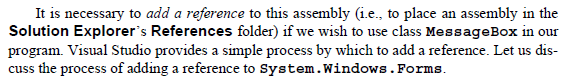 It is necessary to add a reference to this assembly (i.e., to place an assembly in the
Solution Explorer's References folder) if we wish to use class MessageBox in our
program. Visual Studio provides a simple process by which to add a reference. Let us dis-
cuss the process of adding a reference to System.Windows.Forms.